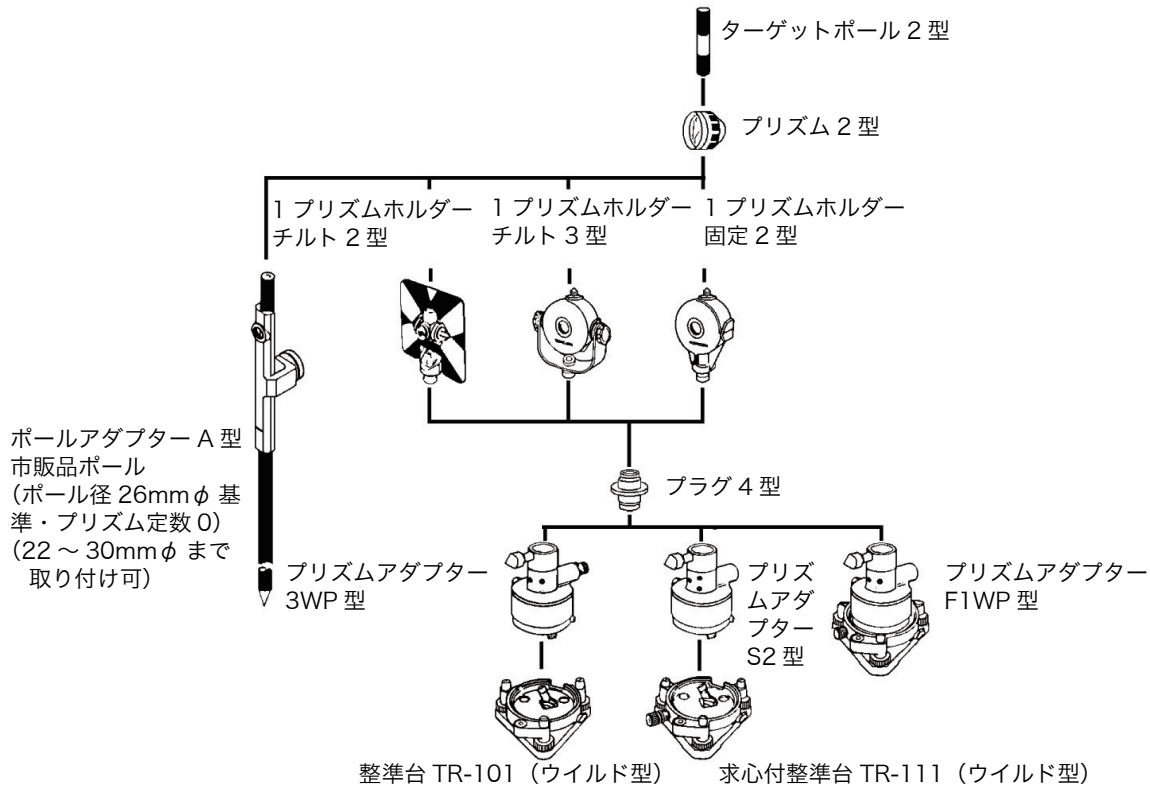 ターゲットポール 2 型
プリズム 2 型
1 プリズムホルダー
チルト 2 型
1 プリズムホルダー
チルト 3 型
1 プリズムホルダー
固定 2 型
ポールアダプター A 型
市販品ポール
（ポール径 26mmφ 基
準・プリズム定数 0）
（22 ～ 30mmφ まで
取り付け可）
プラグ 4 型
プリズムアダプター
3WP 型
プリズ
ムアダ
プター
S2 型
プリズムアダプター
F1WP 型
整準台 TR-101（ウイルド型）
求心付整準台 TR-111（ウイルド型）